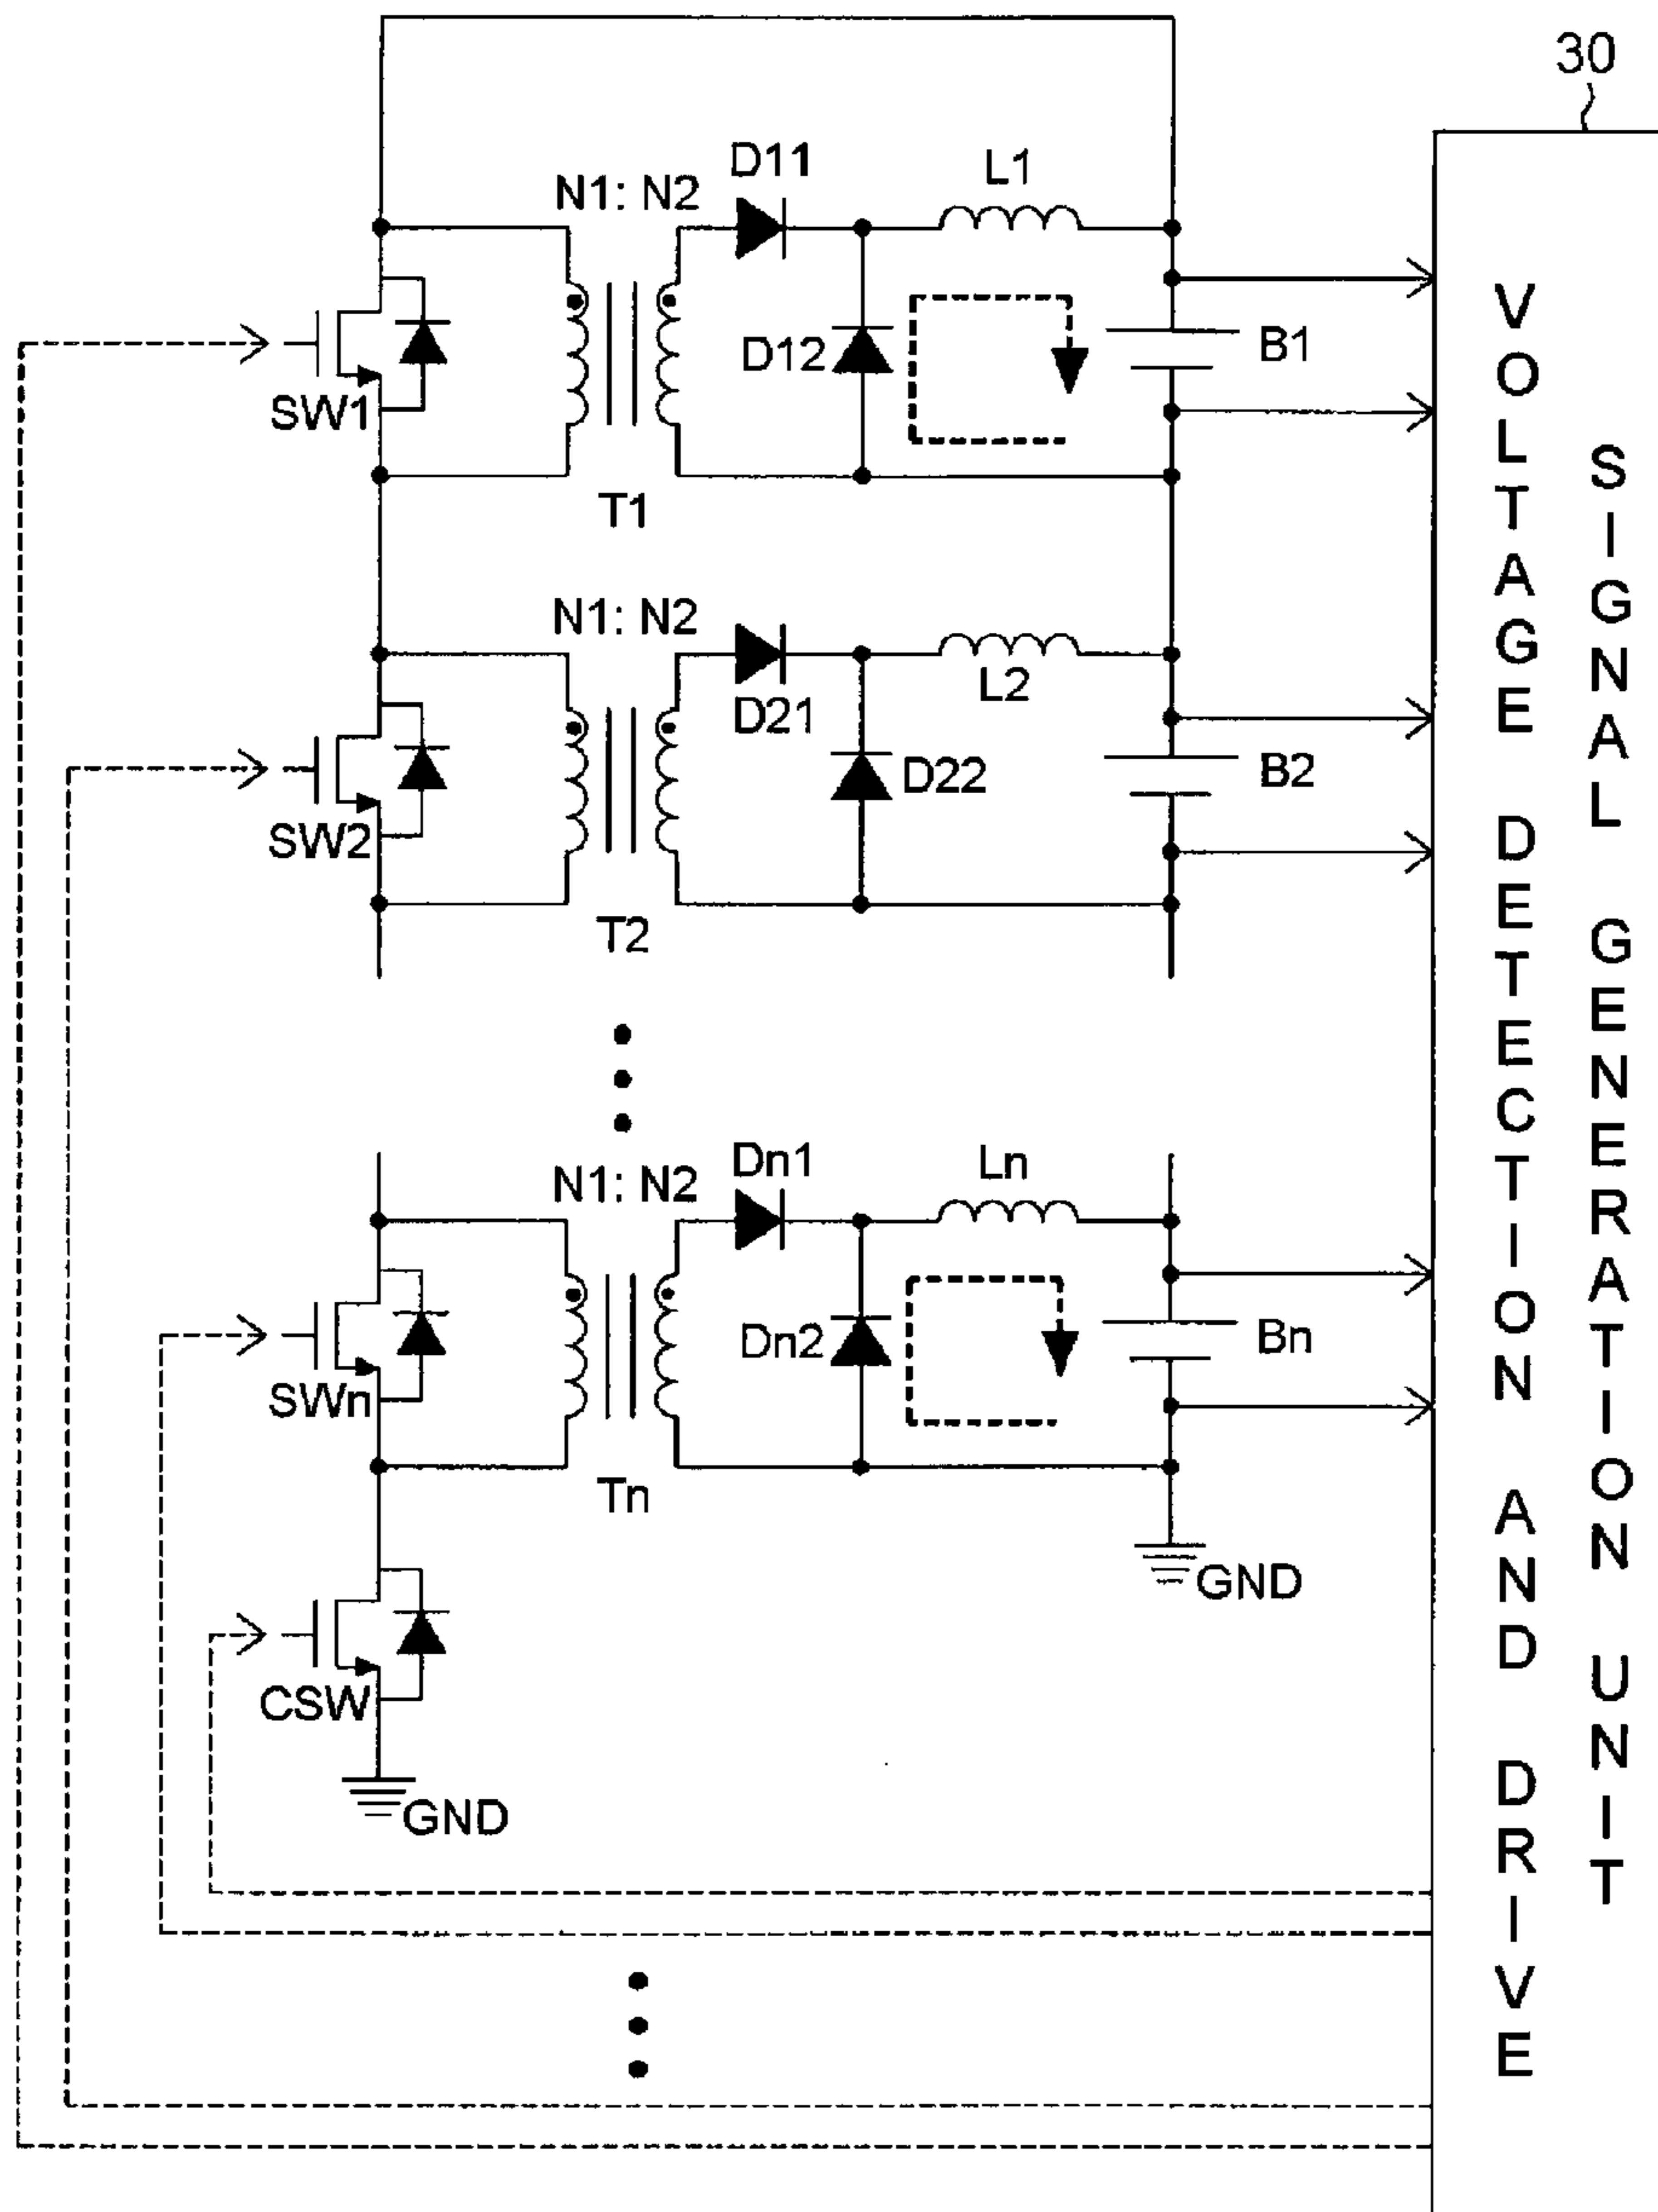 30
D11
L1
N1: N2
D12
B1
SW1
T1
N1: N2
D21
L2
D22
B2
SW2
T2
Dn1
Ln
N1: N2
Dn2
Bn
SWn
Tn
GND
CSW
GND
VOLTAGE DETECTION AND DRIVE
SIGNAL GENERATION UNIT